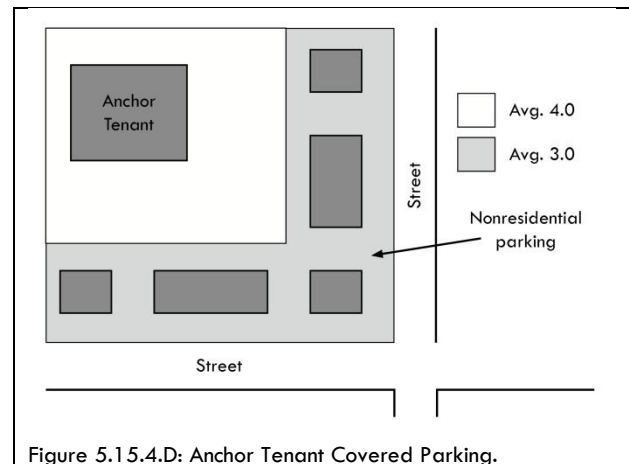 Anchor
Tenant
Avg. 4.0
Avg. 3.0
Street
Nonresidential
parking
Street
Figure 5.15.4.D: Anchor Tenant Covered Parking.